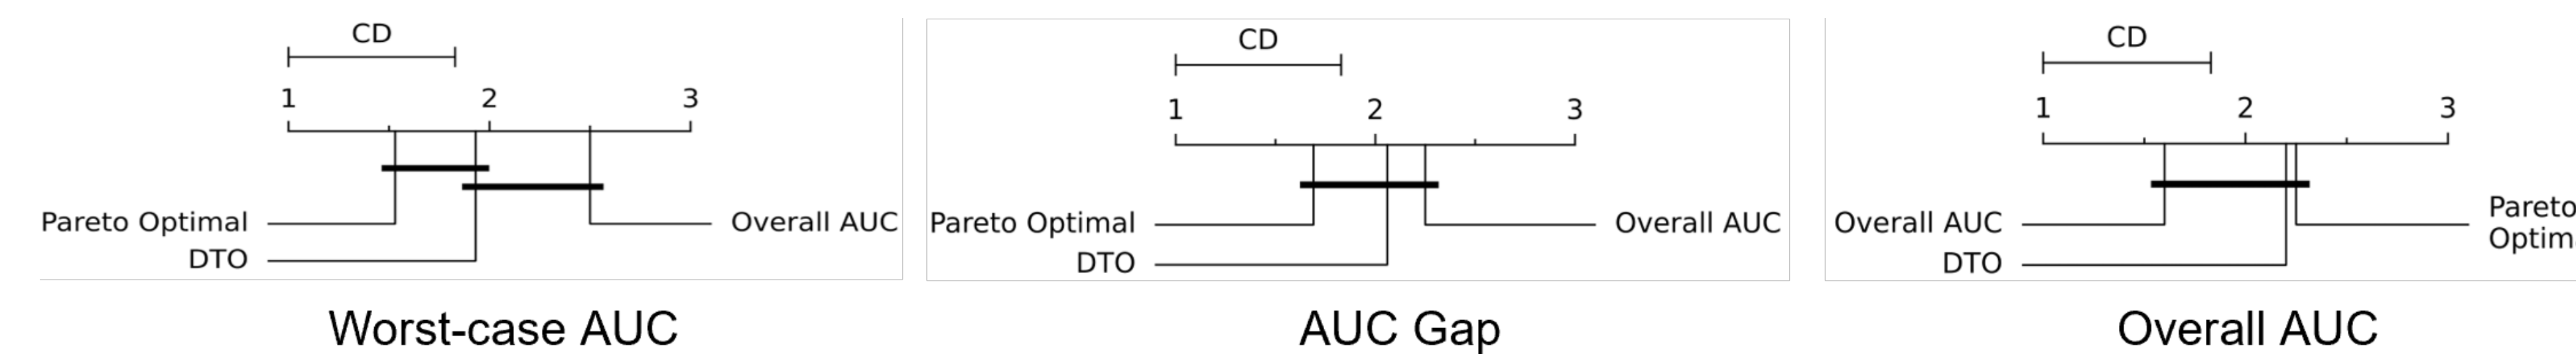 CD
1 2 3
Pareto Optimal
Overall AUC
DTO
Worst-case AUC
CD
1 2 3
Pareto Optimal
Overall AUC
DTO
AUC Gap
CD
1 2 3
Overall AUC
Pareto
Optim
DTO
Overall AUC